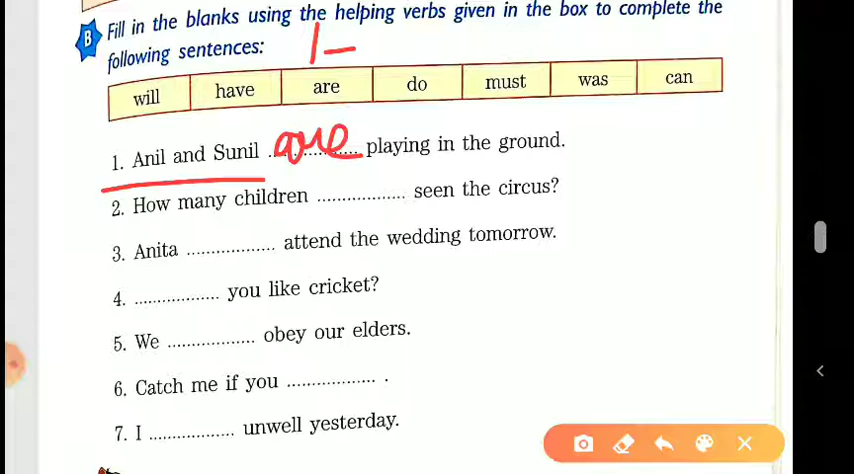 B Fill in the blanks using the helping verbs given in the box to complete the
following sentences:
1-
will have are do must was can
1. Anil and Sunil ...are... playing in the ground.
2. How many children .................. seen the circus?
3. Anita .................. attend the wedding tomorrow.
4. .................. you like cricket?
5. We .................. obey our elders.
6. Catch me if you .................. .
7. I .................. unwell yesterday.